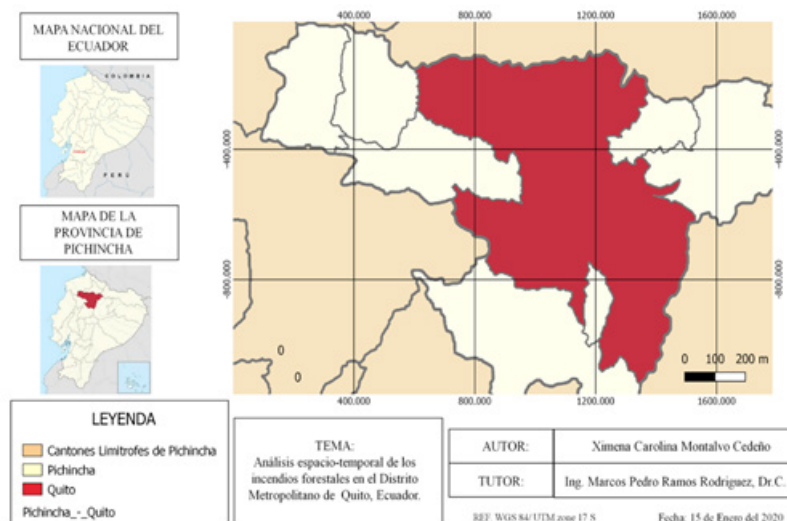 MAPA NACIONAL DEL
ECUADOR
COLOMBIA
PERÚ
MAPA DE LA
PROVINCIA DE
PICHINCHA
400.000
800.000
1200.000
1600.000
-400.000
-400.000
-800.000
-800.000
0
0
0 100 200 m
400.000
800.000
1200.000
1600.000
LEYENDA
Cantones Limitrofes de Pichincha
Pichincha
Quito
Pichincha_-_Quito
TEMA:
Análisis espacio-temporal de los
incendios forestales en el Distrito
Metropolitano de Quito, Ecuador.
AUTOR:
Ximena Carolina Montalvo Cedeño
TUTOR:
Ing. Marcos Pedro Ramos Rodriguez, Dr.C.
REF. WGS 84/ UTM zone 17 S
Fecha: 15 de Enero del 2020